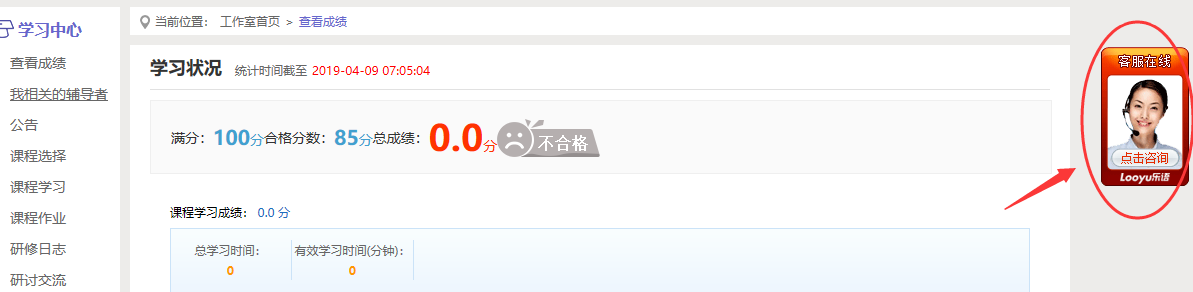 学习中心
查看成绩
我相关的辅导者
公告
课程选择
课程学习
课程作业
研修日志
研讨交流
当前位置： 工作室首页 > 查看成绩
学习状况 统计时间截至 2019-04-09 07:05:04
满分：100分合格分数：85分总成绩：0.0分 不合格
课程学习成绩： 0.0 分
总学习时间： 有效学习时间(分钟)：
0 0
客服在线
点击咨询
Looyu乐语